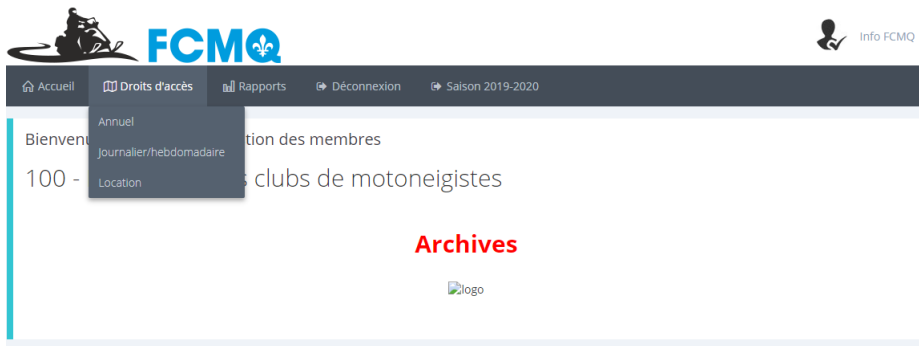 FCMQ
Info FCMQ
Accueil Droits d'accès Rapports Déconnexion Saison 2019-2020
Annuel
Journalier/hebdomadaire
Location
tion des membres
100 - clubs de motoneigistes
Archives
logo